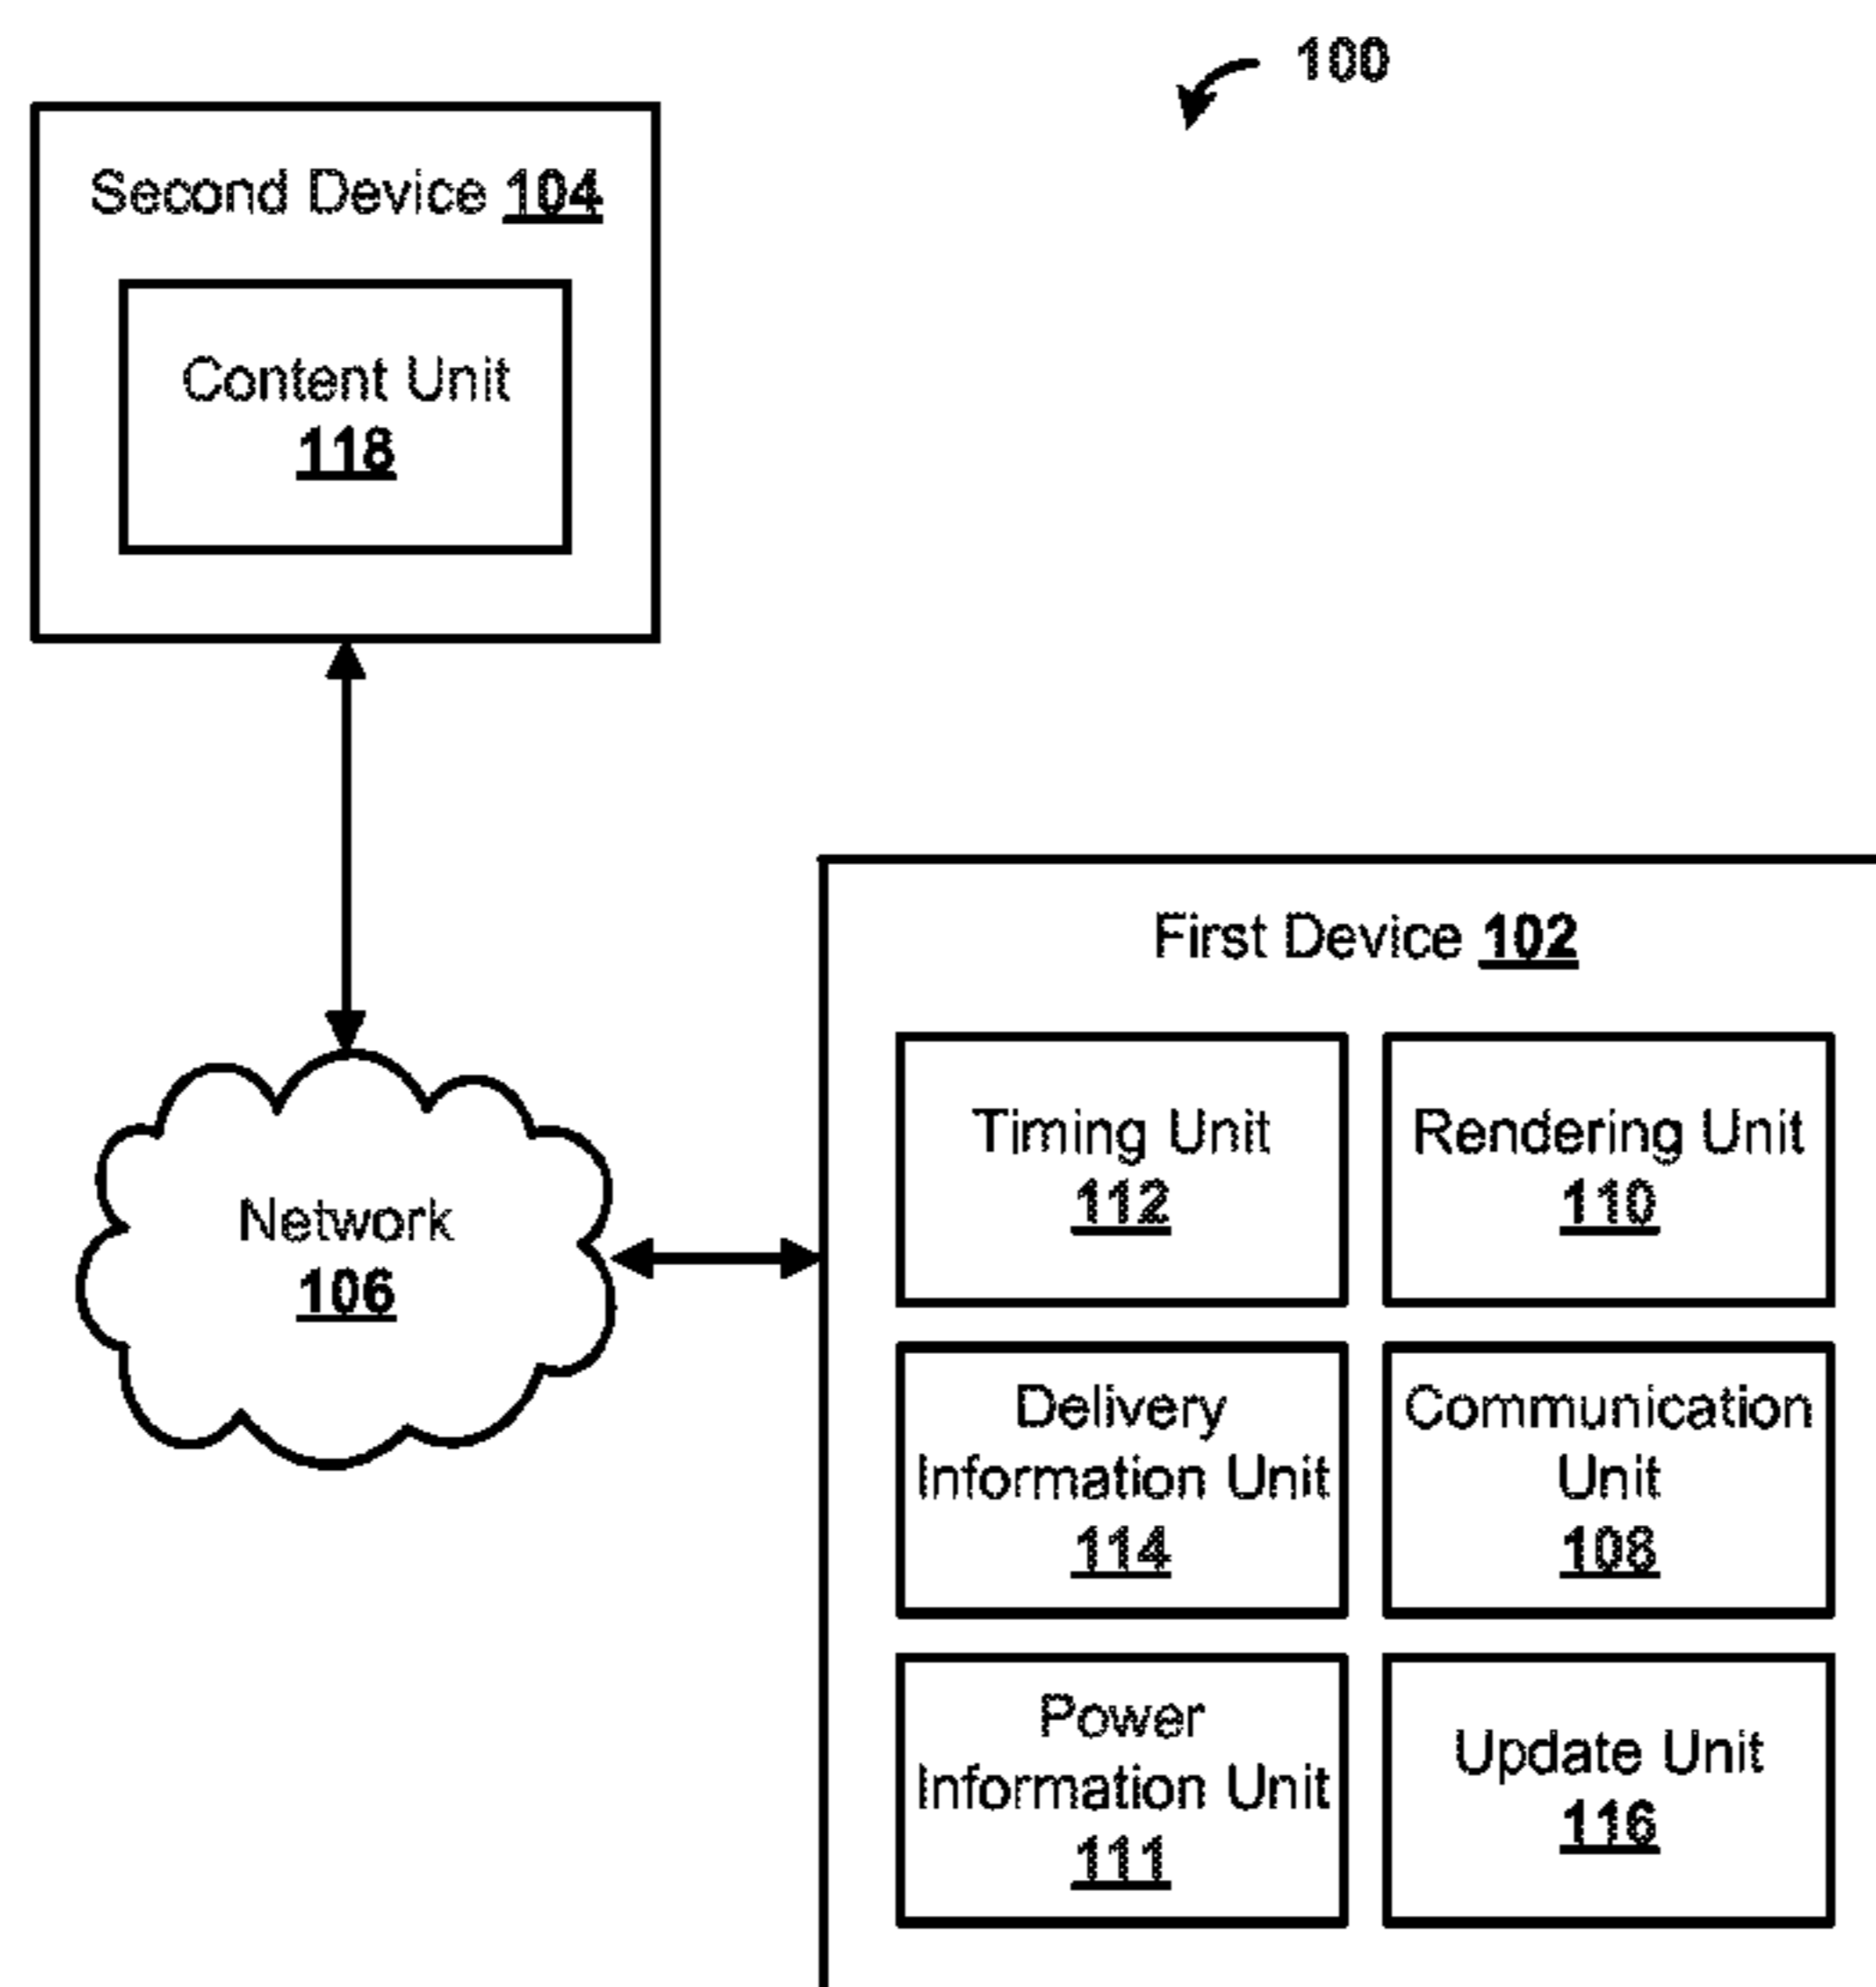 100
Second Device 104
Content Unit
118
First Device 102
Timing Unit
112
Rendering Unit
110
Network
106
Delivery
Information Unit
114
Communication
Unit
108
Power
Information Unit
111
Update Unit
116